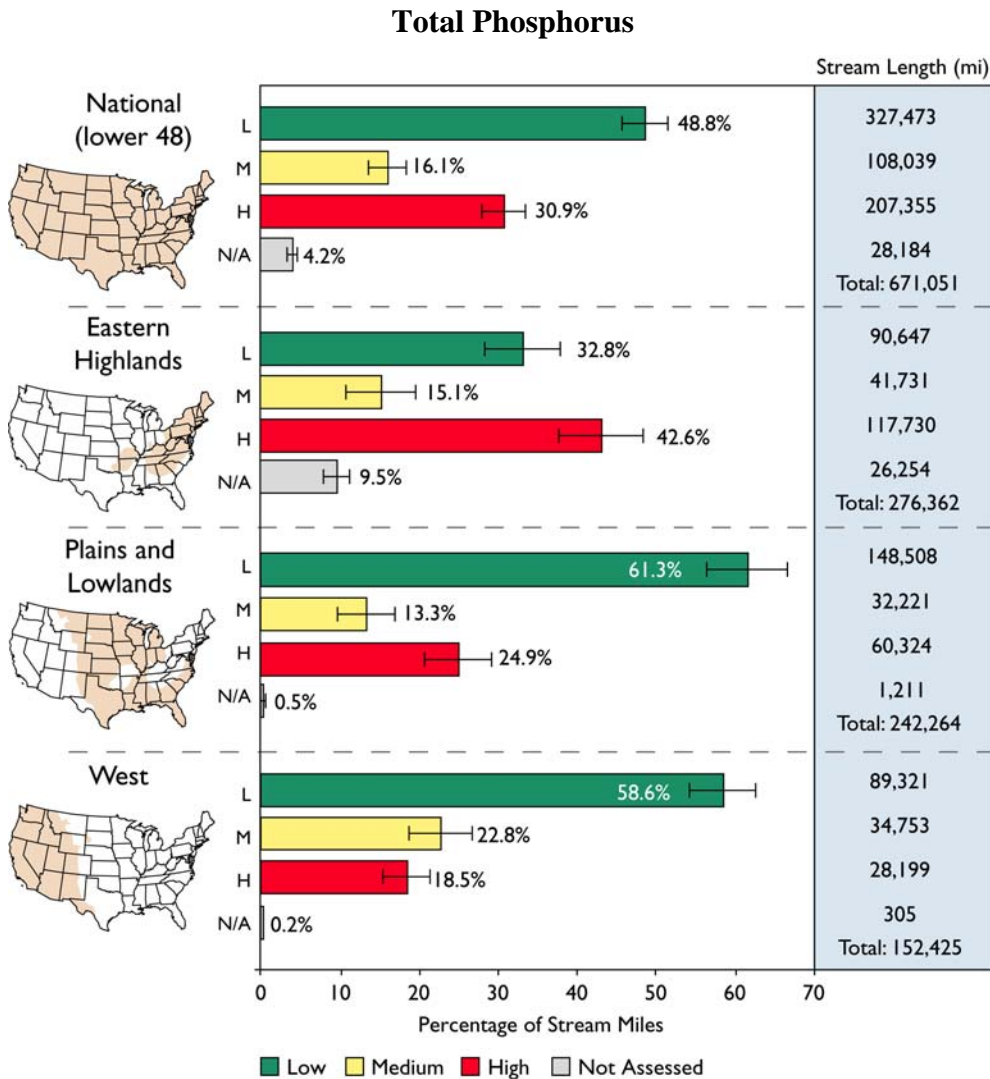 Total Phosphorus
Stream Length (mi)
National
(lower 48)
L 48.8% 327,473
M 16.1% 108,039
H 30.9% 207,355
N/A 4.2% 28,184
Total: 671,051
Eastern
Highlands
L 32.8% 90,647
M 15.1% 41,731
H 42.6% 117,730
N/A 9.5% 26,254
Total: 276,362
Plains and
Lowlands
L 61.3% 148,508
M 13.3% 32,221
H 24.9% 60,324
N/A 0.5% 1,211
Total: 242,264
West
L 58.6% 89,321
M 22.8% 34,753
H 18.5% 28,199
N/A 0.2% 305
Total: 152,425
0 10 20 30 40 50 60 70
Percentage of Stream Miles
Low Medium High Not Assessed